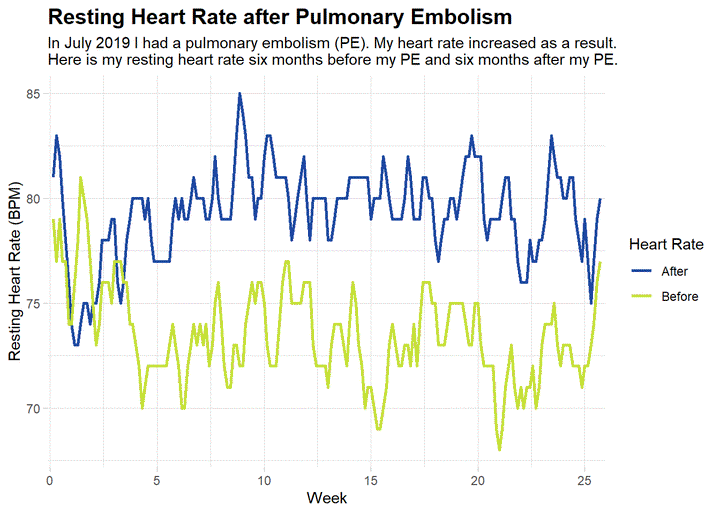 Resting Heart Rate after Pulmonary Embolism
In July 2019 I had a pulmonary embolism (PE). My heart rate increased as a result.
Here is my resting heart rate six months before my PE and six months after my PE.
85
80
75
70
Resting Heart Rate (BPM)
0 5 10 15 20 25
Week
Heart Rate
After
Before